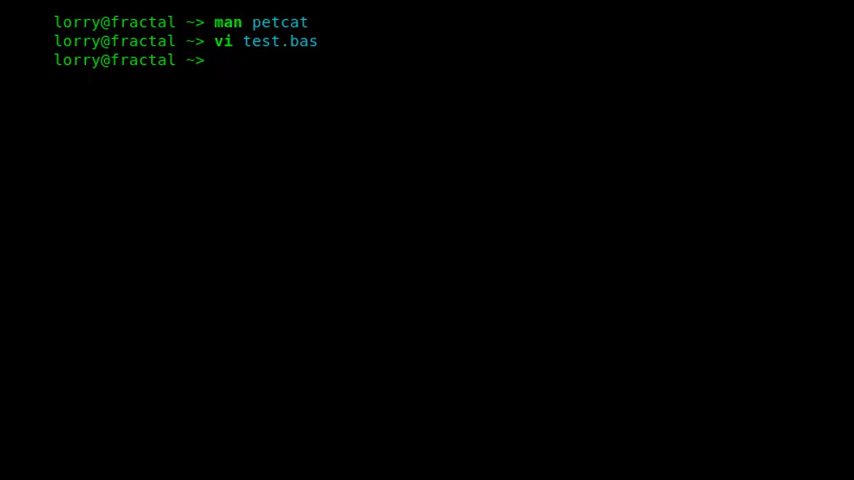 lorry@fractal ~> man petcat
lorry@fractal ~> vi test.bas
lorry@fractal ~>